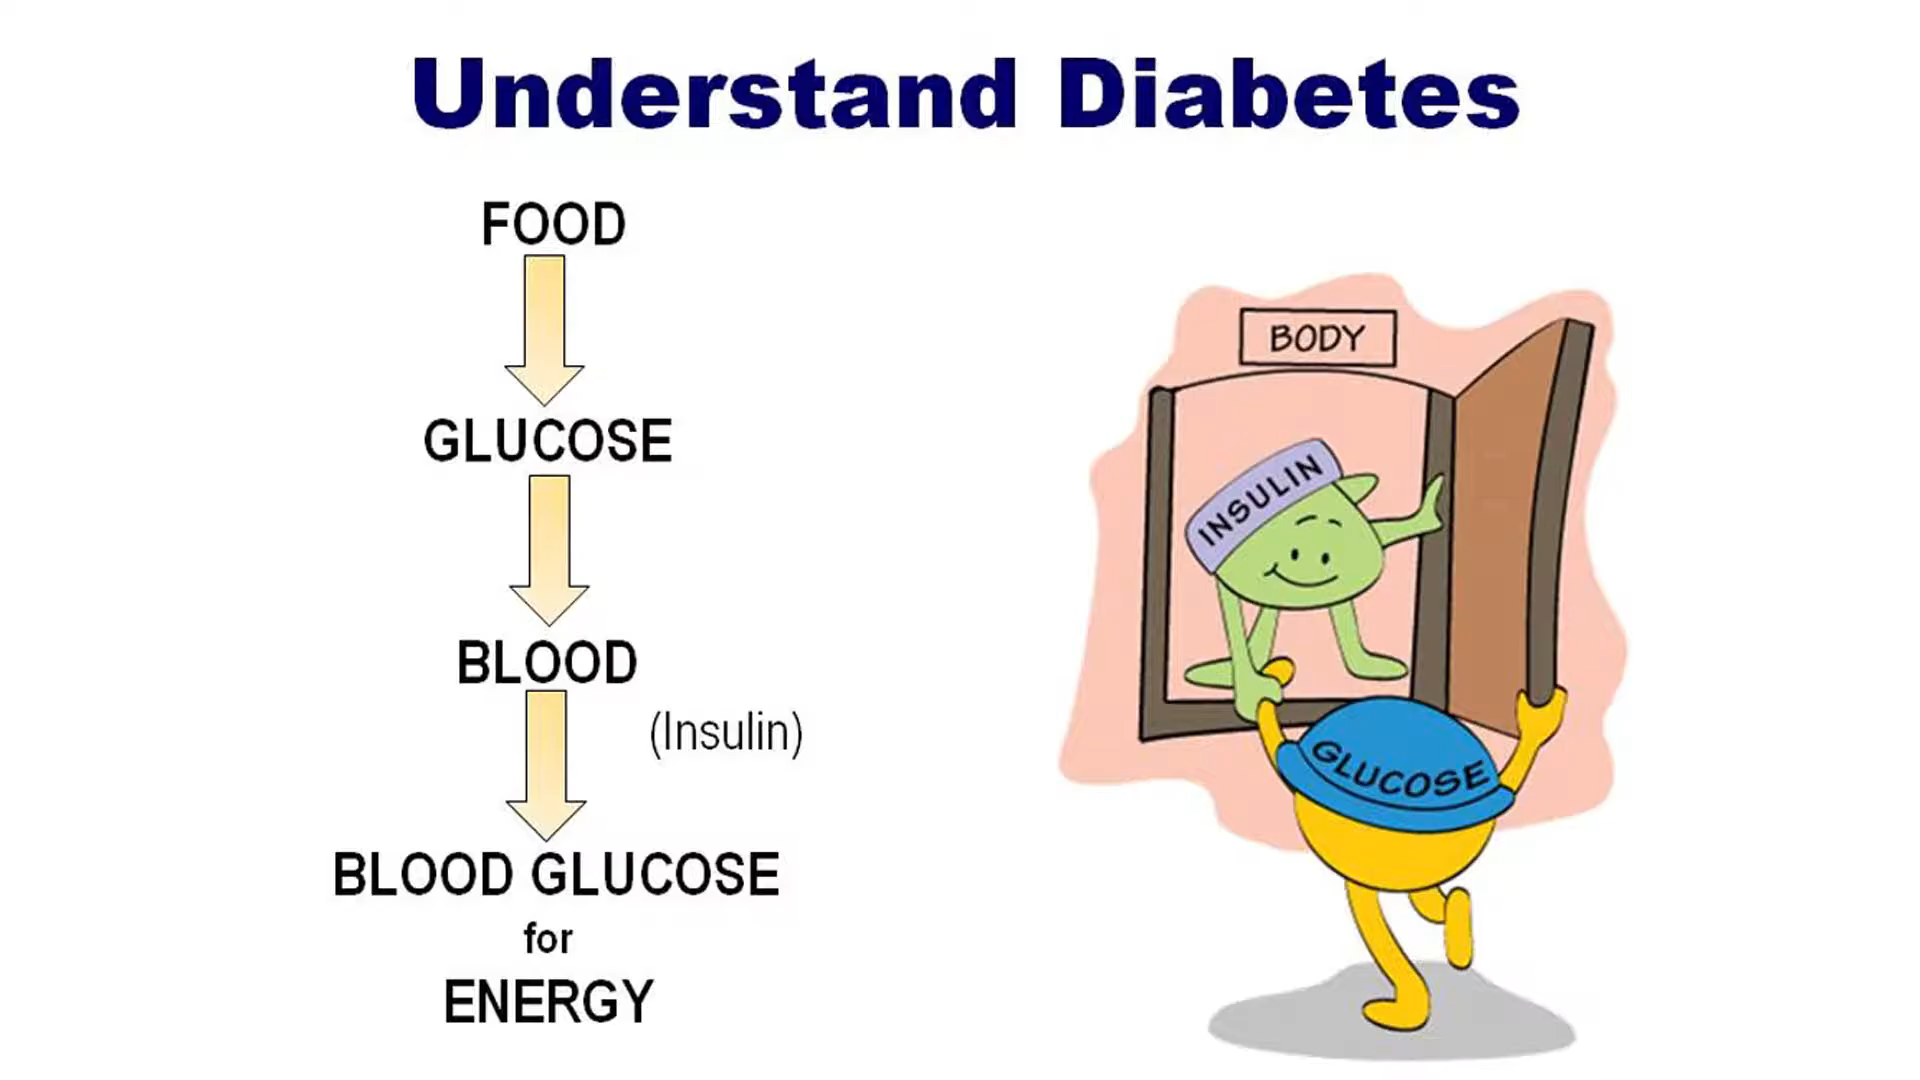 Understand Diabetes
FOOD
GLUCOSE
BLOOD
(Insulin)
BLOOD GLUCOSE
for
ENERGY
BODY
INSULIN
GLUCOSE